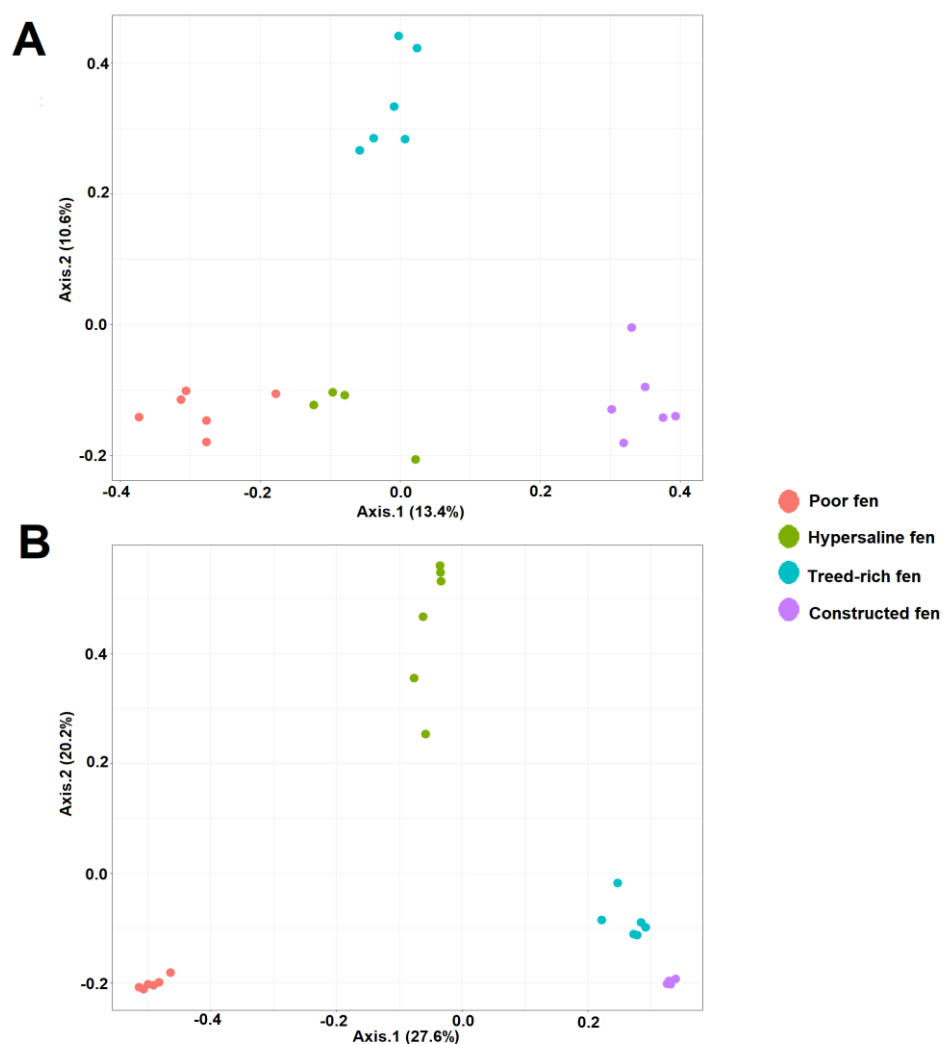 A
Axis.2 (10.6%)
0.4
0.2
0.0
-0.2
-0.4
-0.2
0.0
0.2
0.4
Axis.1 (13.4%)
B
Axis.2 (20.2%)
0.4
0.2
0.0
-0.2
-0.4
-0.2
0.0
0.2
Axis.1 (27.6%)
Poor fen
Hypersaline fen
Treed-rich fen
Constructed fen